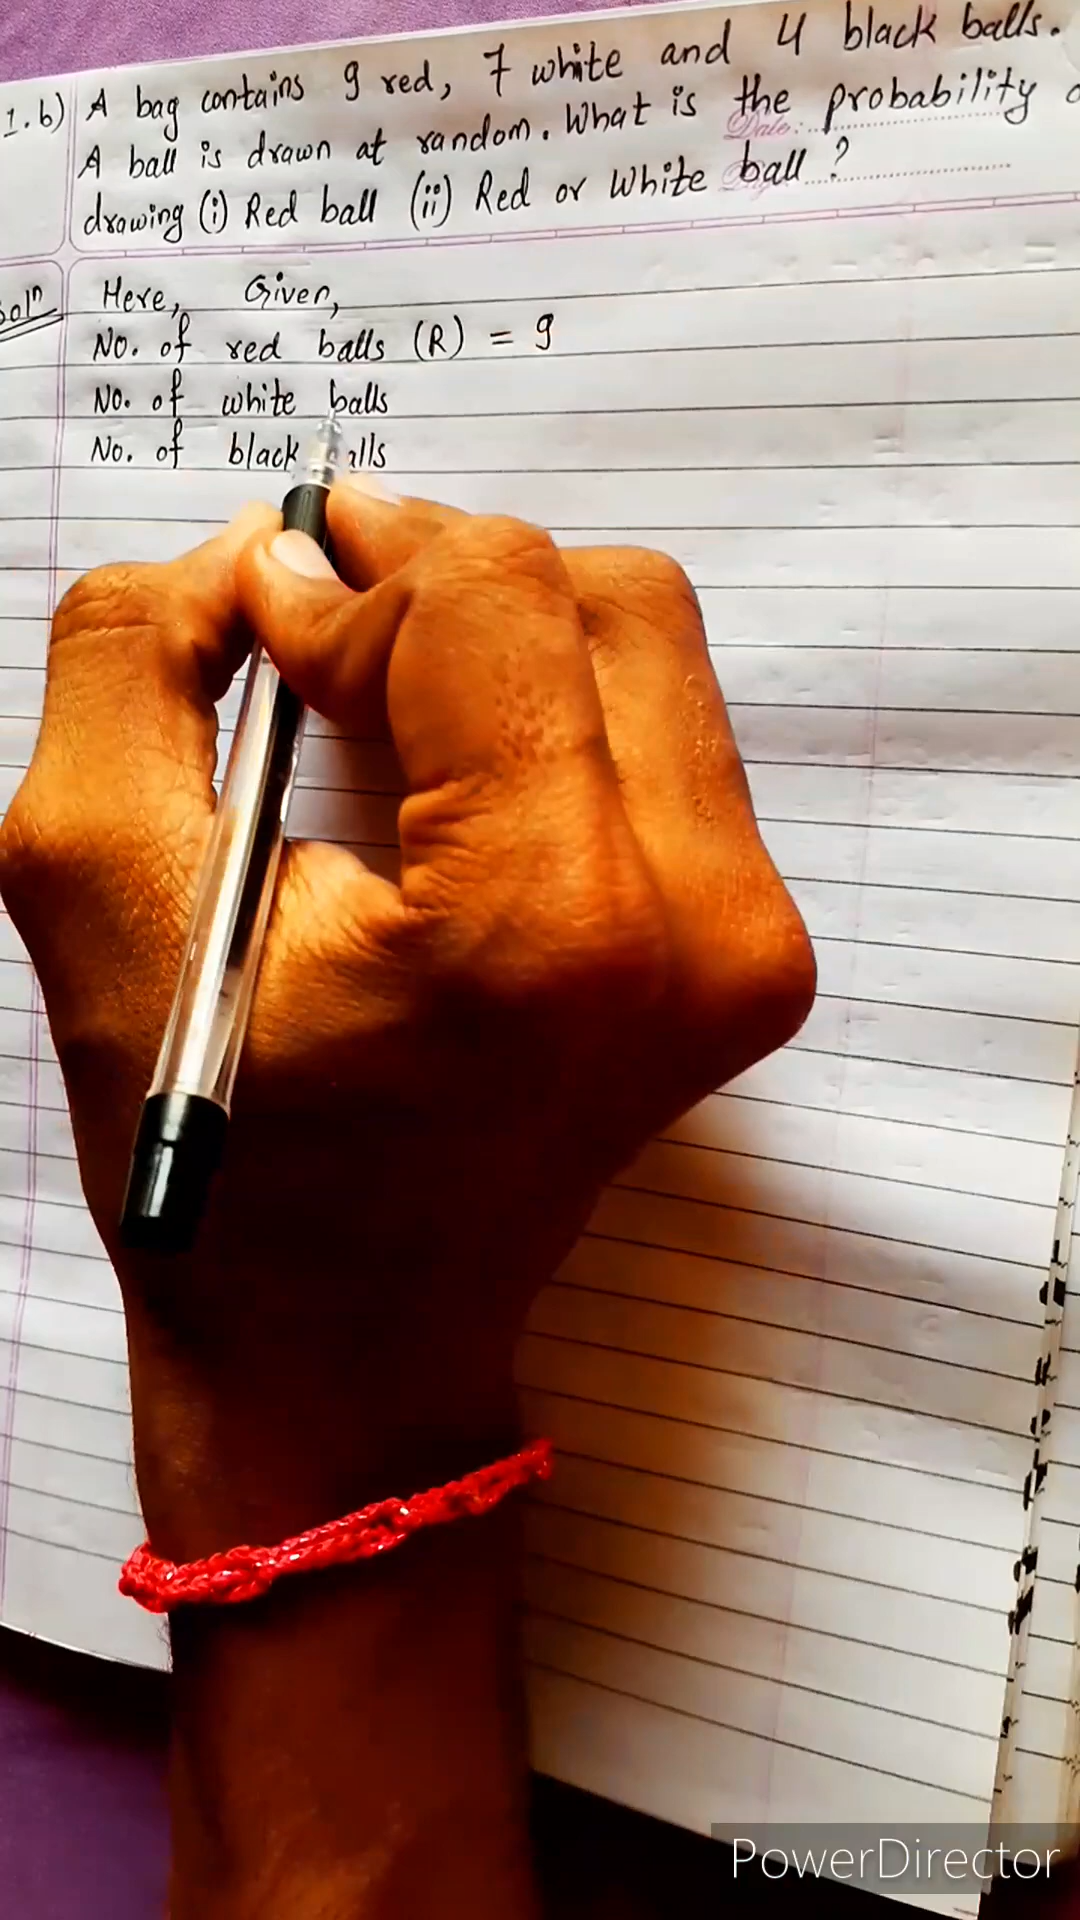 1.b) A bag contains 9 red, 7 white and 4 black balls.
A ball is drawn at random. What is the probability
drawing (i) Red ball (ii) Red or White ball ?
Date:
Soln Here, Given,
No. of red balls (R) = 9
No. of white balls
No. of black alls
PowerDirector